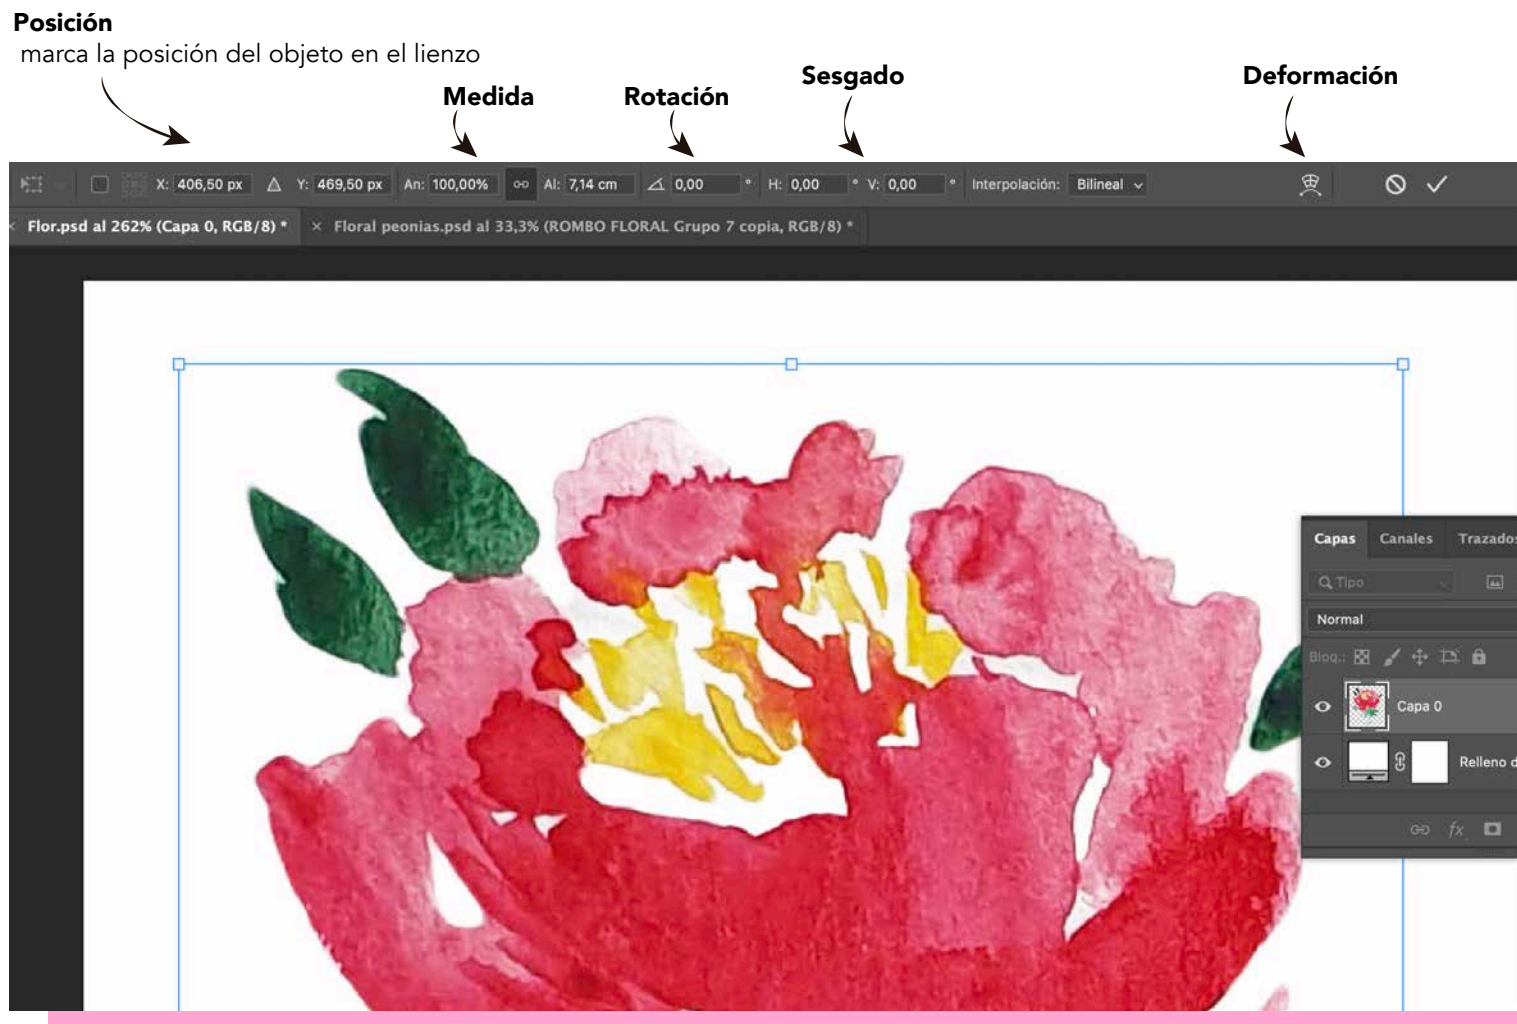 Posición
marca la posición del objeto en el lienzo
Medida
Rotación
Sesgado
Deformación
X: 406,50 px Y: 469,50 px An: 100,00% Al: 7,14 cm 0,00 ° H: 0,00 ° V: 0,00 ° Interpolación: Bilineal
Flor.psd al 262% (Capa 0, RGB/8) * × Floral peonias.psd al 33,3% (ROMBO FLORAL Grupo 7 copia, RGB/8) *
Capas Canales Trazados
Tipo
Normal
Bloq.:
Capa 0
Relleno d
fx